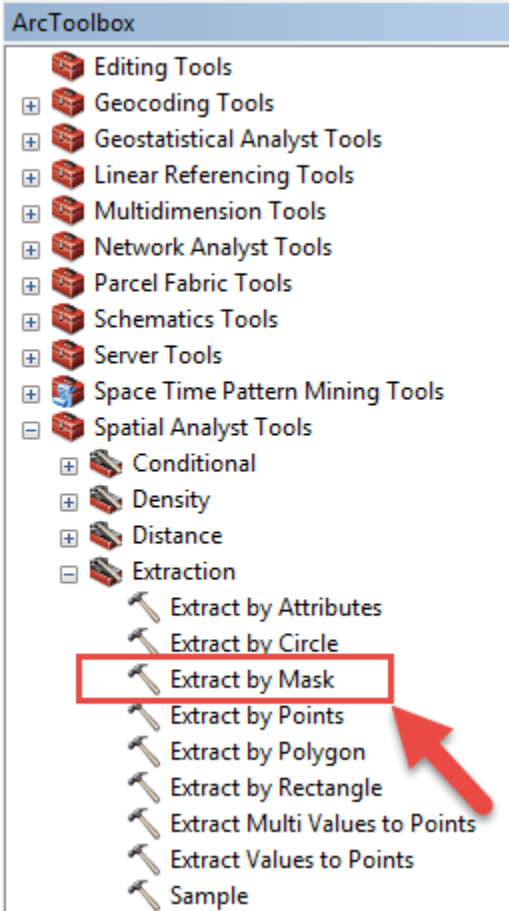 ArcToolbox
Editing Tools
Geocoding Tools
Geostatistical Analyst Tools
Linear Referencing Tools
Multidimension Tools
Network Analyst Tools
Parcel Fabric Tools
Schematics Tools
Server Tools
Space Time Pattern Mining Tools
Spatial Analyst Tools
Conditional
Density
Distance
Extraction
Extract by Attributes
Extract by Circle
Extract by Mask
Extract by Points
Extract by Polygon
Extract by Rectangle
Extract Multi Values to Points
Extract Values to Points
Sample